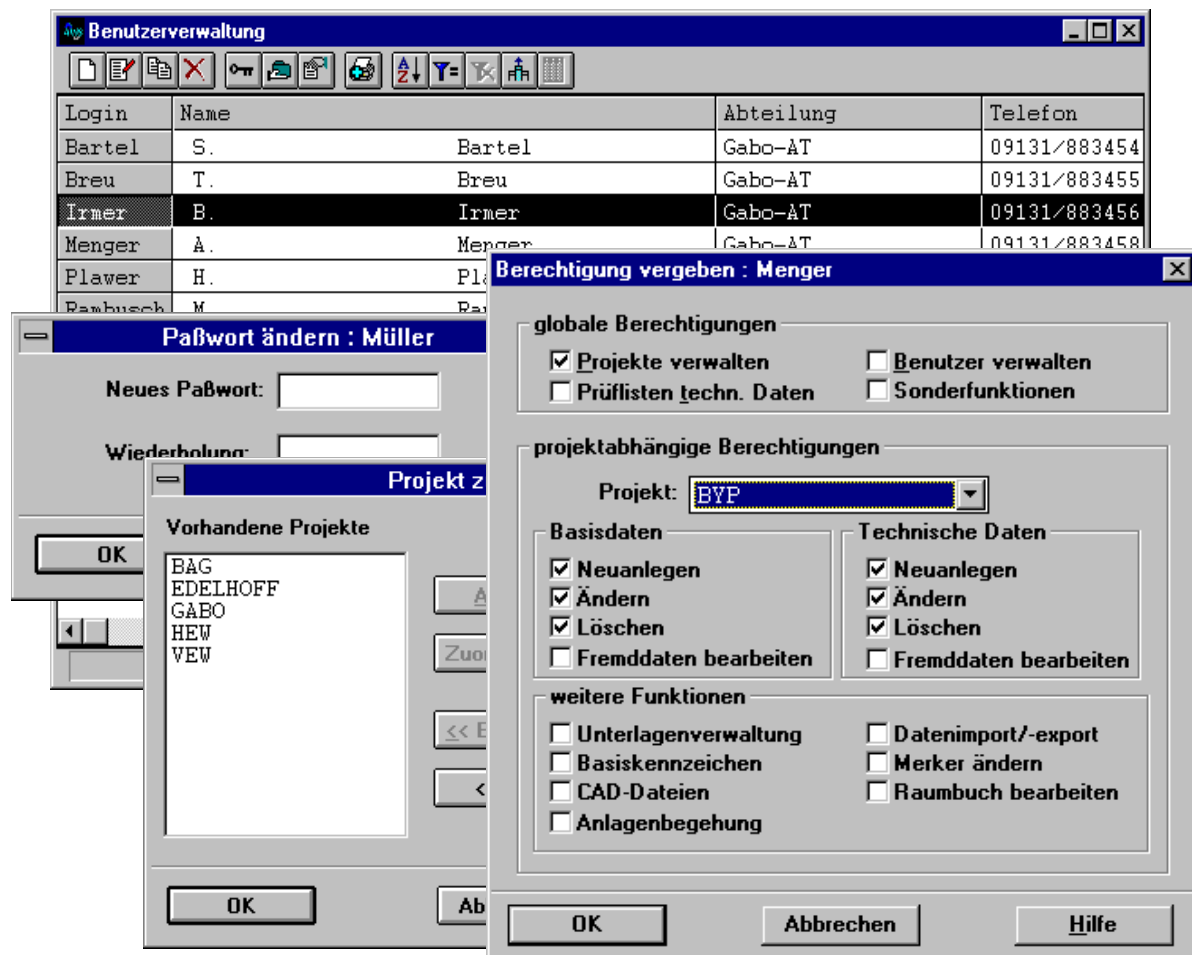 Benutzerverwaltung
Login Name Abteilung Telefon
Bartel S. Bartel Gabo-AT 09131/883454
Breu T. Breu Gabo-AT 09131/883455
Irmer B. Irmer Gabo-AT 09131/883456
Menger A. Menger Gabo-AT 09131/883458
Plawer H.
Rambusch M.
Berechtigung vergeben : Menger
globale Berechtigungen
Projekte verwalten Benutzer verwalten
Prüflisten techn. Daten Sonderfunktionen
projektabhängige Berechtigungen
Projekt: BYP
Basisdaten Technische Daten
Neuanlegen Neuanlegen
Ändern Ändern
Löschen Löschen
Fremddaten bearbeiten Fremddaten bearbeiten
weitere Funktionen
Unterlagenverwaltung Datenimport/-export
Basiskennzeichen Merker ändern
CAD-Dateien Raumbuch bearbeiten
Anlagenbegehung
OK Abbrechen Hilfe
Paßwort ändern : Müller
Neues Paßwort:
Wiederholung:
OK
Projekt z
Vorhandene Projekte
BAG
EDELHOFF
GABO
HEW
VEW
OK Ab